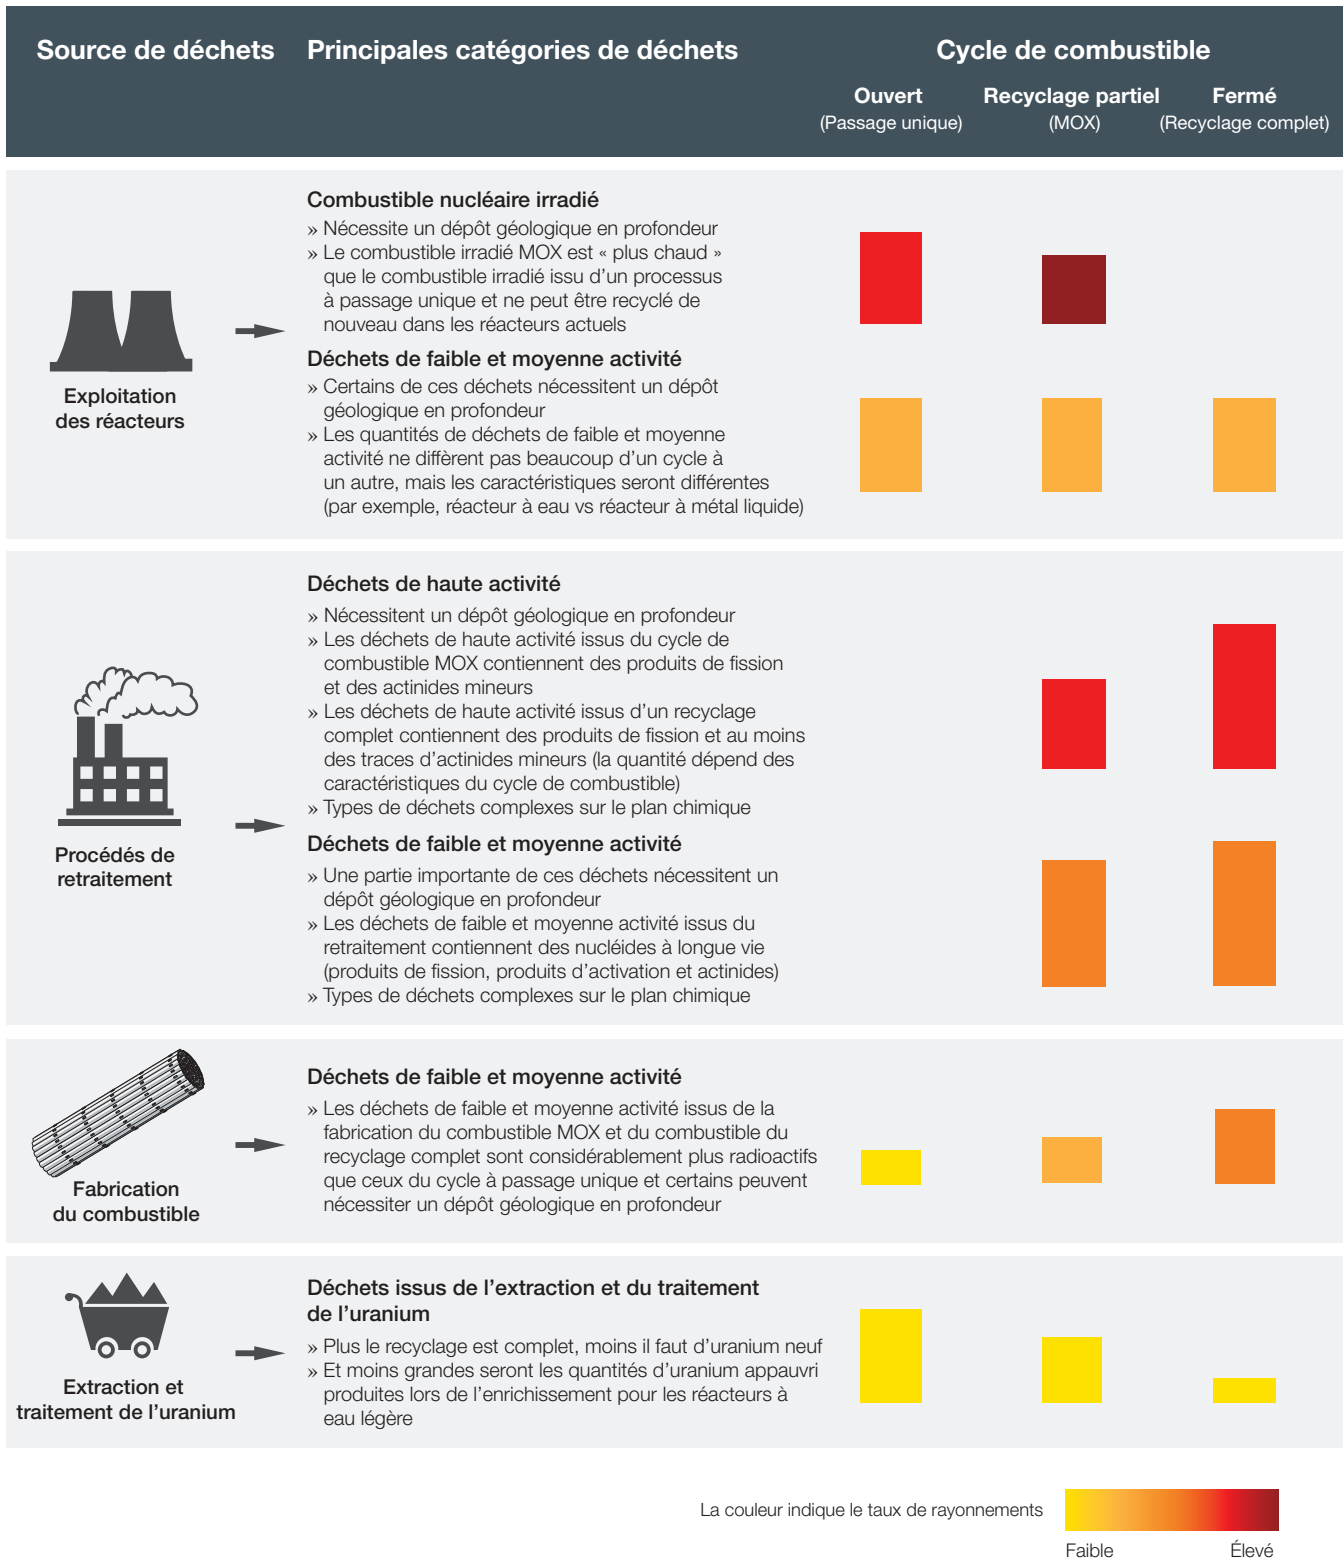 Source de déchets
Principales catégories de déchets
Cycle de combustible
Ouvert
(Passage unique)
Recyclage partiel
(MOX)
Fermé
(Recyclage complet)
Exploitation
des réacteurs
Combustible nucléaire irradié
» Nécessite un dépôt géologique en profondeur
» Le combustible irradié MOX est « plus chaud »
que le combustible irradié issu d’un processus
à passage unique et ne peut être recyclé de
nouveau dans les réacteurs actuels
Déchets de faible et moyenne activité
» Certains de ces déchets nécessitent un dépôt
géologique en profondeur
» Les quantités de déchets de faible et moyenne
activité ne diffèrent pas beaucoup d’un cycle à
un autre, mais les caractéristiques seront différentes
(par exemple, réacteur à eau vs réacteur à métal liquide)
Procédés de
retraitement
Déchets de haute activité
» Nécessitent un dépôt géologique en profondeur
» Les déchets de haute activité issus du cycle de
combustible MOX contiennent des produits de fission
et des actinides mineurs
» Les déchets de haute activité issus d’un recyclage
complet contiennent des produits de fission et au moins
des traces d’actinides mineurs (la quantité dépend des
caractéristiques du cycle de combustible)
» Types de déchets complexes sur le plan chimique
Déchets de faible et moyenne activité
» Une partie importante de ces déchets nécessitent un
dépôt géologique en profondeur
» Les déchets de faible et moyenne activité issus du
retraitement contiennent des nucléides à longue vie
(produits de fission, produits d’activation et actinides)
» Types de déchets complexes sur le plan chimique
Fabrication
du combustible
Déchets de faible et moyenne activité
» Les déchets de faible et moyenne activité issus de la
fabrication du combustible MOX et du combustible du
recyclage complet sont considérablement plus radioactifs
que ceux du cycle à passage unique et certains peuvent
nécessiter un dépôt géologique en profondeur
Extraction et
traitement de l’uranium
Déchets issus de l’extraction et du traitement
de l’uranium
» Plus le recyclage est complet, moins il faut d’uranium neuf
» Et moins grandes seront les quantités d’uranium appauvri
produites lors de l’enrichissement pour les réacteurs à
eau légère
La couleur indique le taux de rayonnements
Faible
Élevé